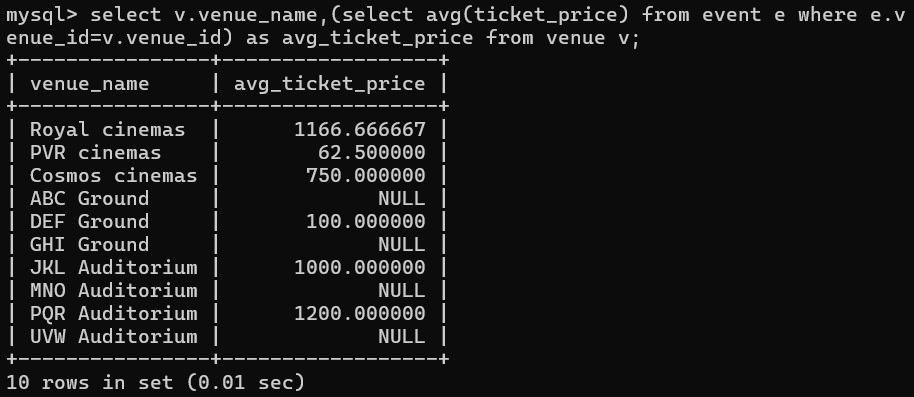 mysql> select v.venue_name,(select avg(ticket_price) from event e where e.v
enue_id=v.venue_id) as avg_ticket_price from venue v;
+----------------+------------------+
| venue_name     | avg_ticket_price |
+----------------+------------------+
| Royal cinemas  |      1166.666667 |
| PVR cinemas    |        62.500000 |
| Cosmos cinemas |       750.000000 |
| ABC Ground     |             NULL |
| DEF Ground     |       100.000000 |
| GHI Ground     |             NULL |
| JKL Auditorium |      1000.000000 |
| MNO Auditorium |             NULL |
| PQR Auditorium |      1200.000000 |
| UVW Auditorium |             NULL |
+----------------+------------------+
10 rows in set (0.01 sec)